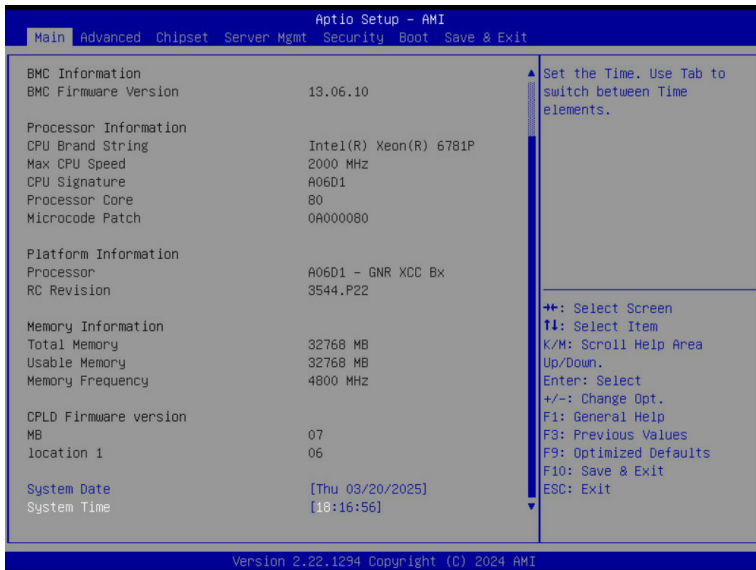 Aptio Setup - AMI
Main Advanced Chipset Server Mgmt Security Boot Save & Exit
BMC Information
BMC Firmware Version 13.06.10
Processor Information
CPU Brand String Intel(R) Xeon(R) 6781P
Max CPU Speed 2000 MHz
CPU Signature A06D1
Processor Core 80
Microcode Patch 0A000080
Platform Information
Processor A06D1 - GNR XCC Bx
RC Revision 3544.P22
Memory Information
Total Memory 32768 MB
Usable Memory 32768 MB
Memory Frequency 4800 MHz
CPLD Firmware version
MB 07
location 1 06
System Date [Thu 03/20/2025]
System Time [18:16:56]
Set the Time. Use Tab to
switch between Time
elements.
→←: Select Screen
↑↓: Select Item
K/M: Scroll Help Area
Up/Down.
Enter: Select
+/-: Change Opt.
F1: General Help
F3: Previous Values
F9: Optimized Defaults
F10: Save & Exit
ESC: Exit
Version 2.22.1294 Copyright (C) 2024 AMI